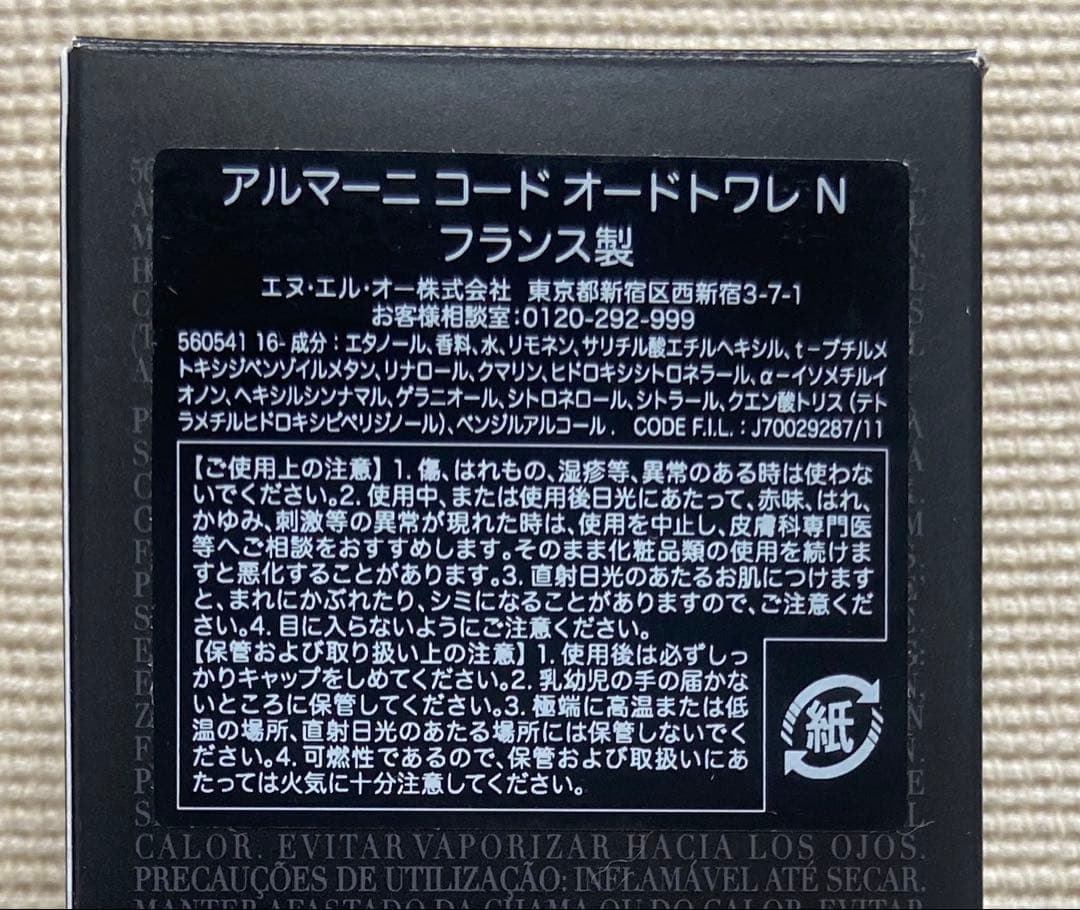 アルマーニ コード オードトワレ N
フランス製
エヌ・エル・オー株式会社 東京都新宿区西新宿3-7-1
お客様相談室:0120-292-999
560541 16- 成分：エタノール、香料、水、リモネン、サリチル酸エチルヘキシル、t－ブチルメ
トキシジベンゾイルメタン、リナロール、クマリン、ヒドロキシシトロネラール、α－イソメチルイ
オノン、ヘキシルシンナマル、ゲラニオール、シトロネロール、シトラール、クエン酸トリス（テト
ラメチルヒドロキシピペリジノール）、ベンジルアルコール． CODE F.I.L.：J70029287/11
【ご使用上の注意】1. 傷、はれもの、湿疹等、異常のある時は使わな
いでください。2. 使用中、または使用後日光にあたって、赤味、はれ、
かゆみ、刺激等の異常が現れた時は、使用を中止し、皮膚科専門医
等へご相談をおすすめします。そのまま化粧品類の使用を続けま
すと悪化することがあります。3. 直射日光のあたるお肌につけます
と、まれにかぶれたり、シミになることがありますので、ご注意くだ
さい。4. 目に入らないようにご注意ください。
【保管および取り扱い上の注意】1. 使用後は必ずしっ
かりキャップをしめてください。2. 乳幼児の手の届かな
いところに保管してください。3. 極端に高温または低
温の場所、直射日光のあたる場所には保管しないでく
ださい。4. 可燃性であるので、保管および取扱いにあ
たっては火気に十分注意してください。
紙
CALOR. EVITAR VAPORIZAR HACIA LOS OJOS.
PRECAUÇÕES DE UTILIZAÇÃO: INFLAMÁVEL ATÉ SECAR.
MANTER AFASTADO DA CHAMA OU DO CALOR. EVITAR